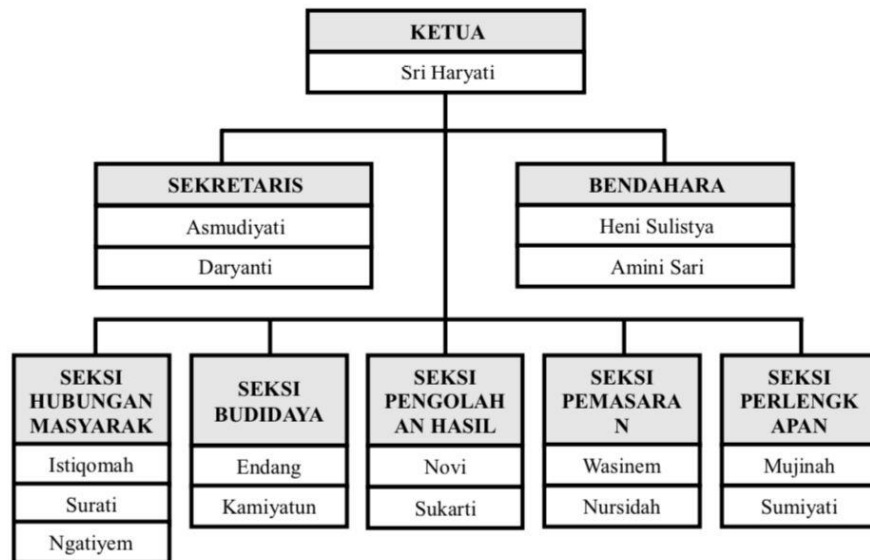 KETUA
Sri Haryati
SEKRETARIS
Asmudiyati
Daryanti
BENDAHARA
Heni Sulistya
Amini Sari
SEKSI
HUBUNGAN
MASYARAK
Istiqomah
Surati
Ngatiyem
SEKSI
BUDIDAYA
Endang
Kamiyatun
SEKSI
PENGOLAH
AN HASIL
Novi
Sukarti
SEKSI
PEMASARA
N
Wasinem
Nursidah
SEKSI
PERLENGK
APAN
Mujinah
Sumiyati